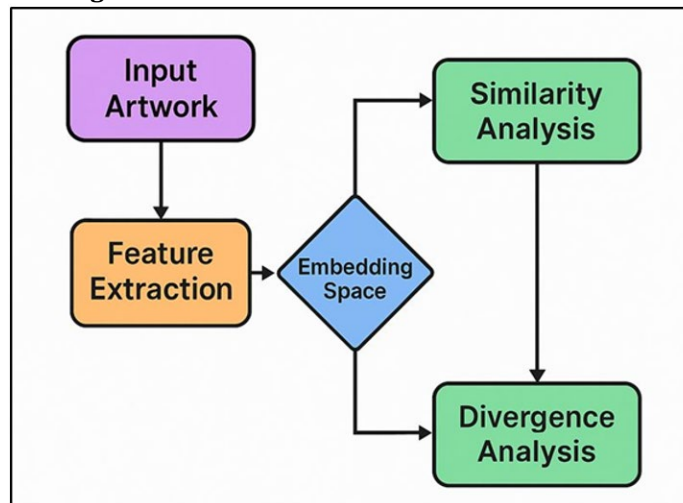 Input
Artwork
Feature
Extraction
Embedding
Space
Similarity
Analysis
Divergence
Analysis